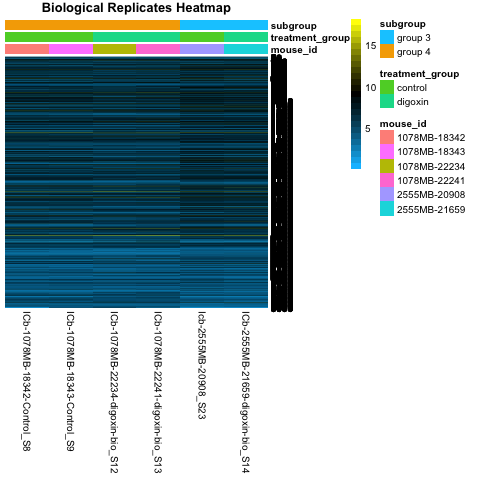 Biological Replicates Heatmap
subgroup
treatment_group
mouse_id
15
10
5
subgroup
group 3
group 4
treatment_group
control
digoxin
mouse_id
1078MB-18342
1078MB-18343
1078MB-22234
1078MB-22241
2555MB-20908
2555MB-21659
ICb-1078MB-18342-Control_S8
ICb-1078MB-18343-Control_S9
ICb-1078MB-22234-digoxin-bio_S12
ICb-1078MB-22241-digoxin-bio_S13
ICb-2555MB-20908_S23
ICb-2555MB-21659-digoxin-bio_S14